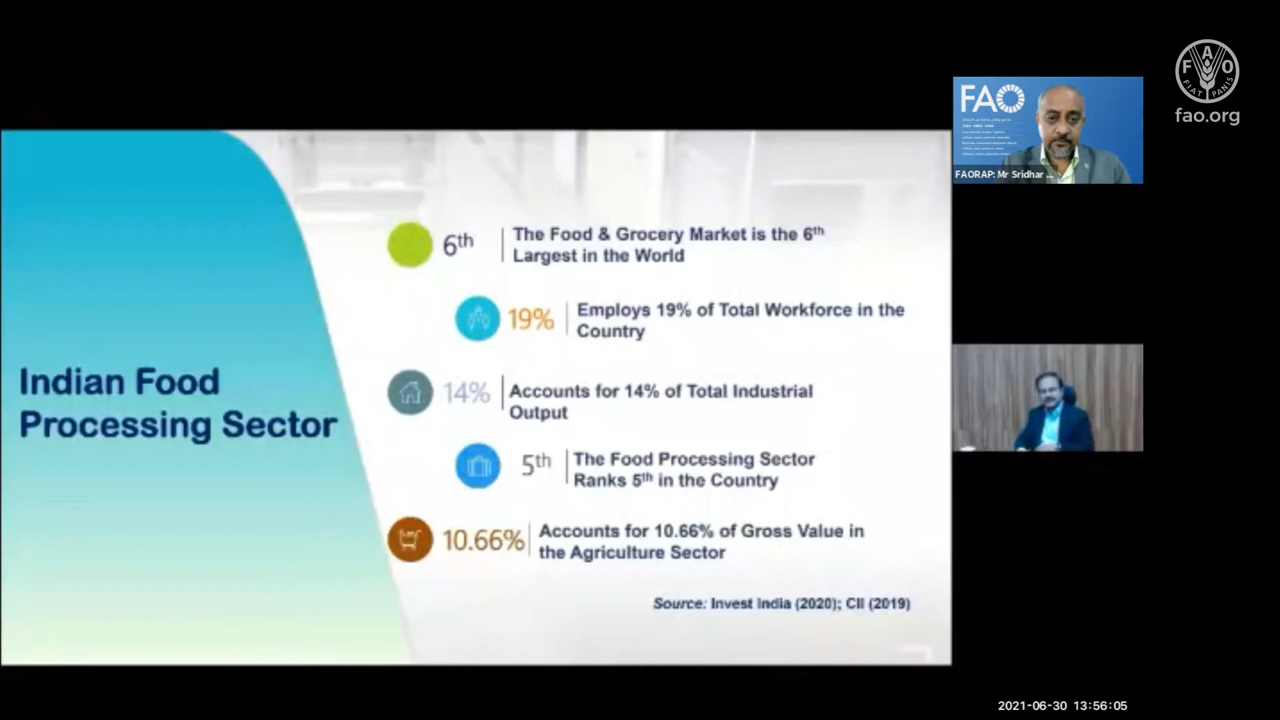 FAO
FIAT PANIS
fao.org
FAO
FAORAP: Mr Sridhar ...
Indian Food
Processing Sector
6th
The Food & Grocery Market is the 6th
Largest in the World
19%
Employs 19% of Total Workforce in the
Country
14%
Accounts for 14% of Total Industrial
Output
5th
The Food Processing Sector
Ranks 5th in the Country
10.66%
Accounts for 10.66% of Gross Value in
the Agriculture Sector
Source: Invest India (2020); CII (2019)
2021-06-30 13:56:05